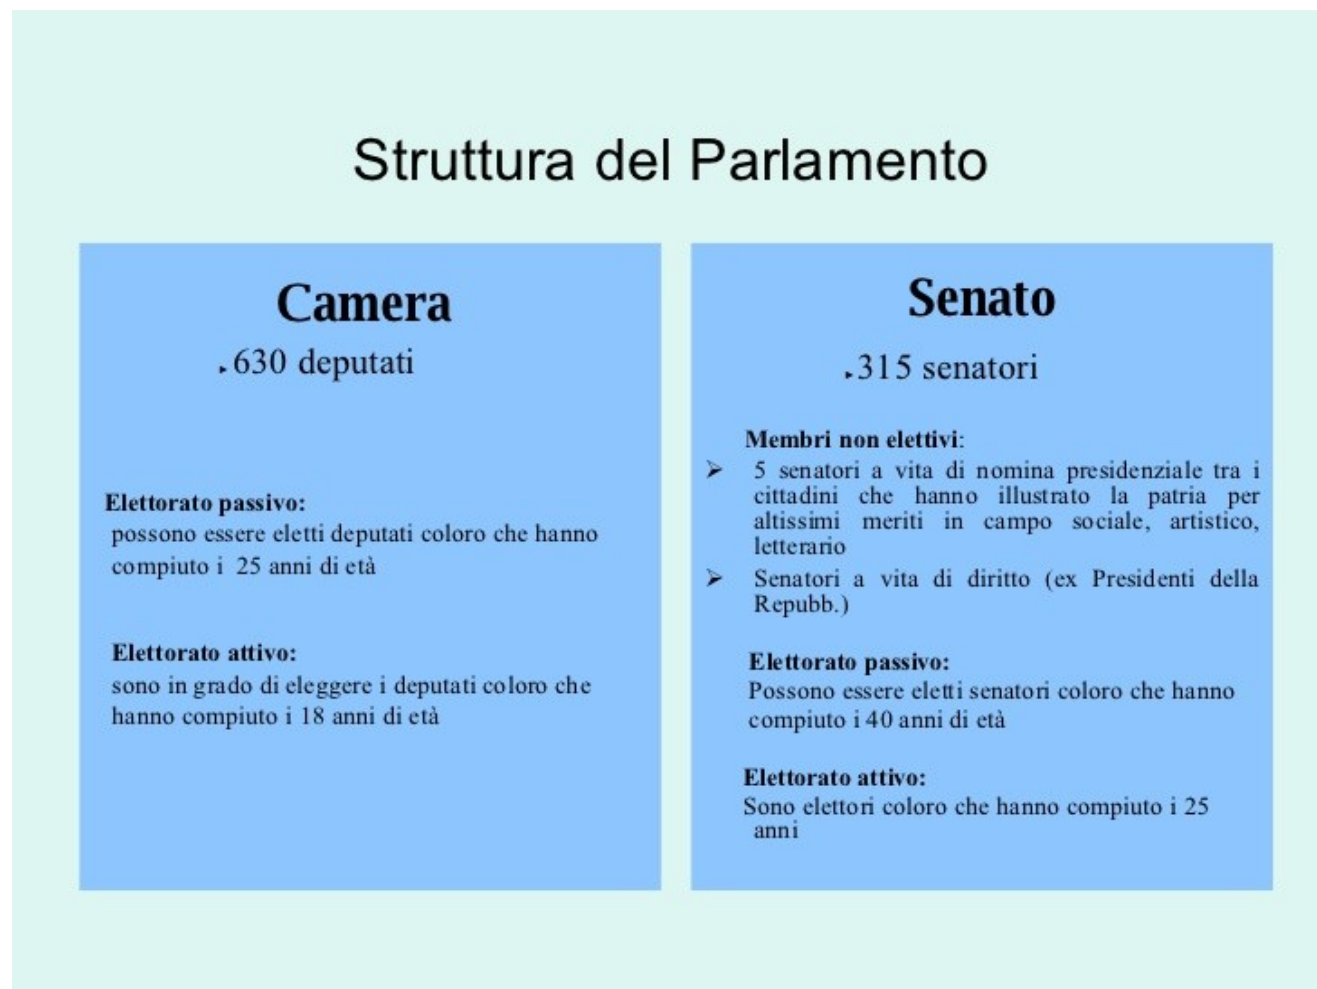 Struttura del Parlamento
Camera
▸630 deputati
Elettorato passivo:
possono essere eletti deputati coloro che hanno
compiuto i 25 anni di età
Elettorato attivo:
sono in grado di eleggere i deputati coloro che
hanno compiuto i 18 anni di età
Senato
▸315 senatori
Membri non elettivi:
➢ 5 senatori a vita di nomina presidenziale tra i
cittadini che hanno illustrato la patria per
altissimi meriti in campo sociale, artistico,
letterario
➢ Senatori a vita di diritto (ex Presidenti della
Repubb.)
Elettorato passivo:
Possono essere eletti senatori coloro che hanno
compiuto i 40 anni di età
Elettorato attivo:
Sono elettori coloro che hanno compiuto i 25
anni